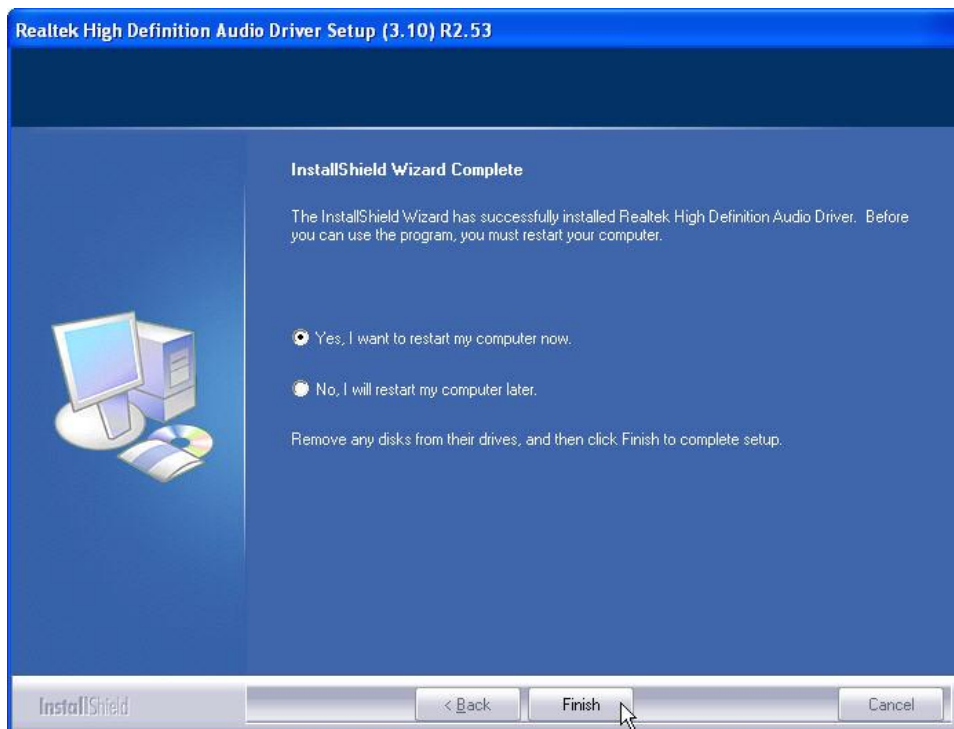 Realtek High Definition Audio Driver Setup (3.10) R2.53
InstallShield Wizard Complete
The InstallShield Wizard has successfully installed Realtek High Definition Audio Driver. Before
you can use the program, you must restart your computer.
Yes, I want to restart my computer now.
No, I will restart my computer later.
Remove any disks from their drives, and then click Finish to complete setup.
InstallShield
< Back
Finish
Cancel